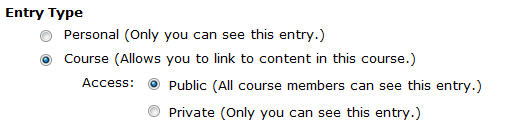 Entry Type
Personal (Only you can see this entry.)
Course (Allows you to link to content in this course.)
Access: Public (All course members can see this entry.)
Private (Only you can see this entry.)